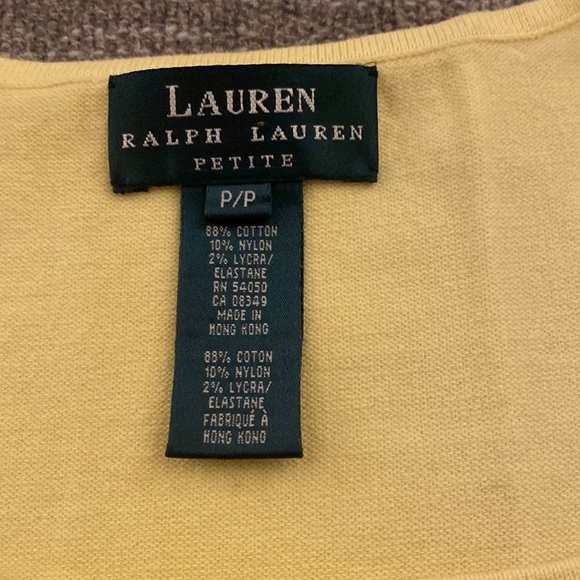 LAUREN
RALPH LAUREN
PETITE
P/P
88% COTTON
10% NYLON
2% LYCRA/
ELASTANE
RN 54050
CA 08349
MADE IN
HONG KONG
88% COTON
10% NYLON
2% LYCRA/
ELASTANE
FABRIQUÉ À
HONG KONG